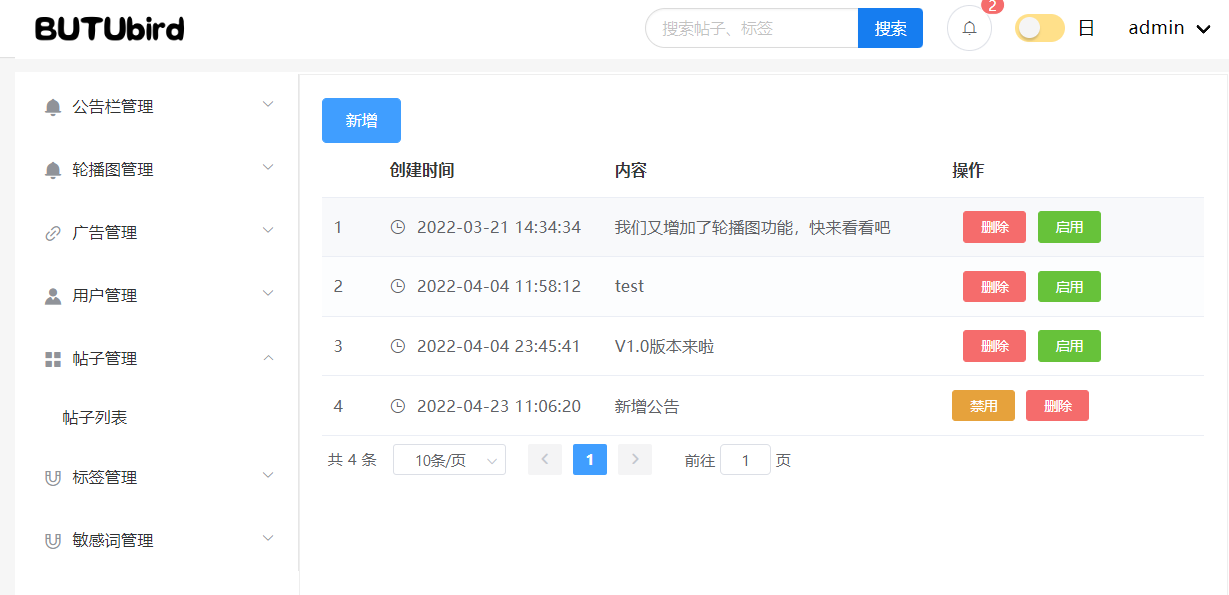 BUTUbird
搜索帖子、标签
搜索
2
日
admin
公告栏管理
轮播图管理
广告管理
用户管理
帖子管理
帖子列表
标签管理
敏感词管理
新增
创建时间 内容 操作
1 2022-03-21 14:34:34 我们又增加了轮播图功能，快来看看吧 删除 启用
2 2022-04-04 11:58:12 test 删除 启用
3 2022-04-04 23:45:41 V1.0版本来啦 删除 启用
4 2022-04-23 11:06:20 新增公告 禁用 删除
共 4 条 10条/页 1 前往 1 页